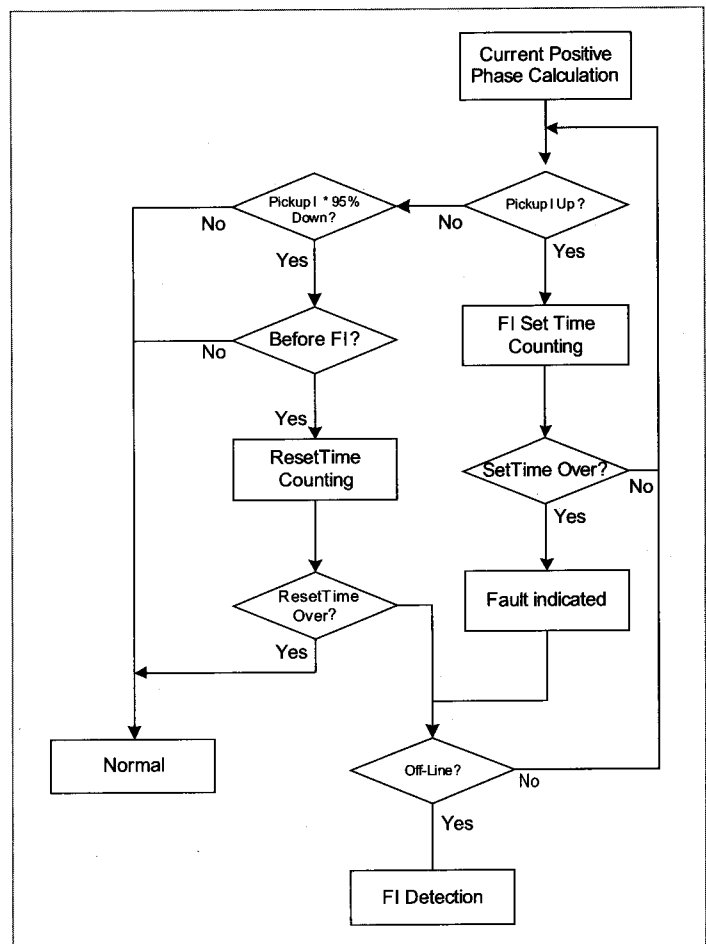 Current Positive
Phase Calculation
Pickup I * 95%
Down?
Pickup I Up ?
No
No
Yes
Yes
Before FI?
FI Set Time
Counting
No
Yes
ResetTime
Counting
SetTime Over?
No
Yes
ResetTime
Over?
Fault indicated
Yes
Normal
Off-Line?
No
Yes
FI Detection